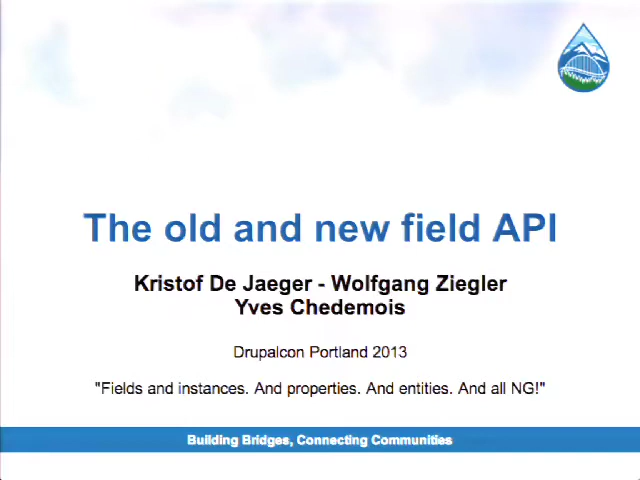 The old and new field API
Kristof De Jaeger - Wolfgang Ziegler
Yves Chedemois
Drupalcon Portland 2013
"Fields and instances. And properties. And entities. And all NG!"
Building Bridges, Connecting Communities